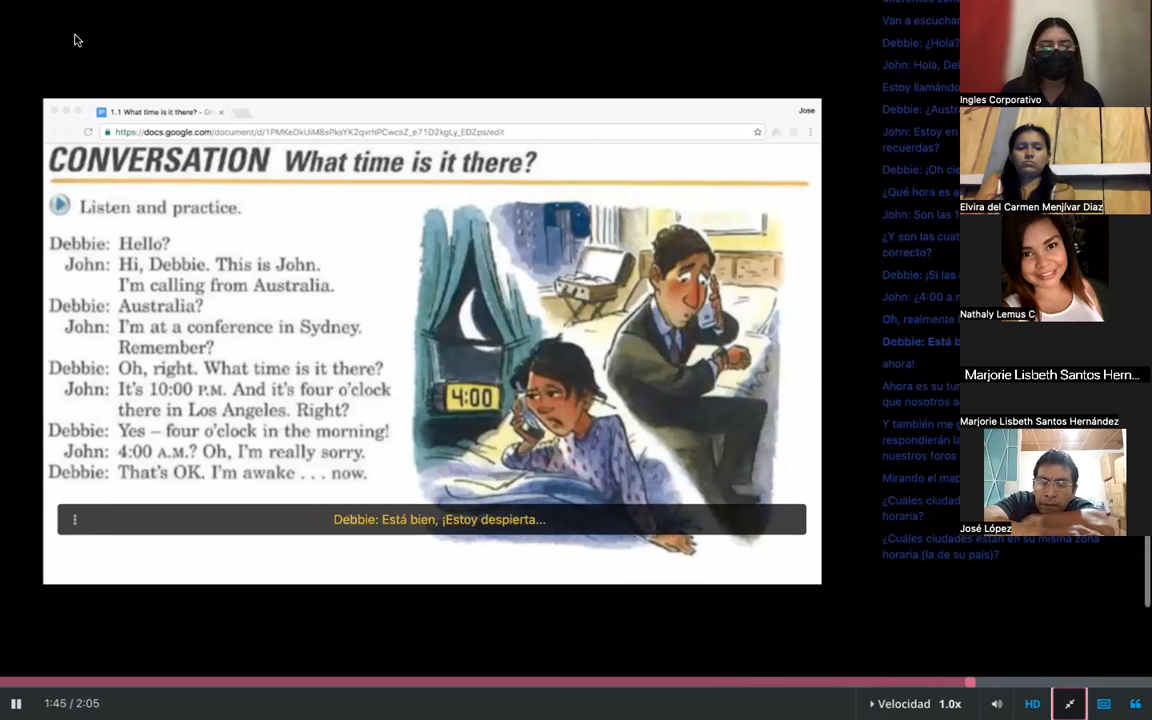 1.1 What time is it there? - Go
Jose
https://docs.google.com/document/d/1PMKeDkUiM8sPksYK2qvrhPCwcsZ_e71D2kgLy_EDZps/edit
CONVERSATION What time is it there?
Listen and practice.
Debbie: Hello?
John: Hi, Debbie. This is John.
I'm calling from Australia.
Debbie: Australia?
John: I'm at a conference in Sydney.
Remember?
Debbie: Oh, right. What time is it there?
John: It's 10:00 P.M. And it's four o'clock
there in Los Angeles. Right?
Debbie: Yes – four o'clock in the morning!
John: 4:00 A.M.? Oh, I'm really sorry.
Debbie: That's OK. I'm awake . . . now.
4:00
Debbie: Está bien, ¡Estoy despierta...
Van a escuchar
Debbie: ¿Hola?
John: Hola, Deb
Estoy llamándo
Debbie: ¿Aust
John: Estoy en
recuerdas?
Debbie: ¡Oh cie
¿Qué hora es a
John: Son las 1
¿Y son las cuat
correcto?
Debbie: ¡Si las
John: ¿4:00 a.m
Oh, realmente
Debbie: Está b
ahora!
Ahora es su tur
que nosotros a
Y también me g
responderían la
nuestros foros
Mirando el map
¿Cuáles ciudad
horaria?
¿Cuáles ciudades están en su misma zona
horaria (la de su país)?
Ingles Corporativo
Elvira del Carmen Menjívar Diaz
Nathaly Lemus C
Marjorie Lisbeth Santos Hern...
Marjorie Lisbeth Santos Hernández
José López
1:45 / 2:05
Velocidad 1.0x
HD